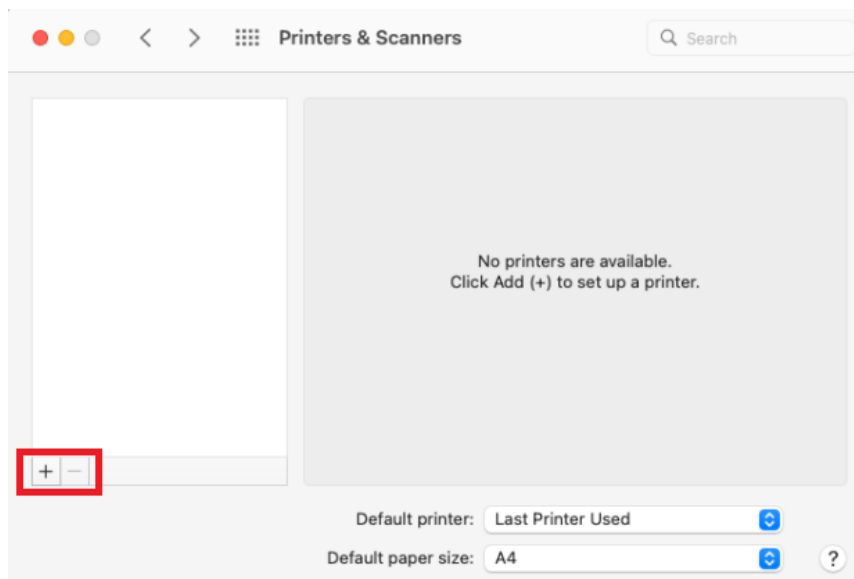 Printers & Scanners
Search
No printers are available.
Click Add (+) to set up a printer.
+ −
Default printer: Last Printer Used
Default paper size: A4
?